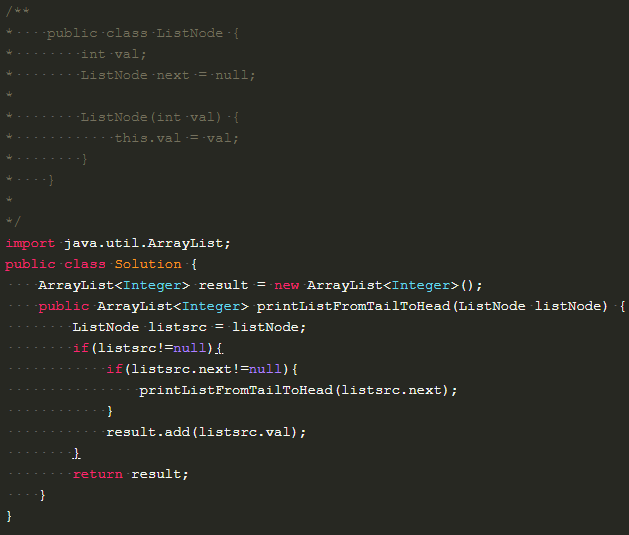 /**
*    public class ListNode {
*        int val;
*        ListNode next = null;
*
*        ListNode(int val) {
*            this.val = val;
*        }
*    }
*
*/
import java.util.ArrayList;
public class Solution {
    ArrayList<Integer> result = new ArrayList<Integer>();
    public ArrayList<Integer> printListFromTailToHead(ListNode listNode) {
        ListNode listsrc = listNode;
        if(listsrc!=null){
            if(listsrc.next!=null){
                printListFromTailToHead(listsrc.next);
            }
            result.add(listsrc.val);
        }
        return result;
    }
}